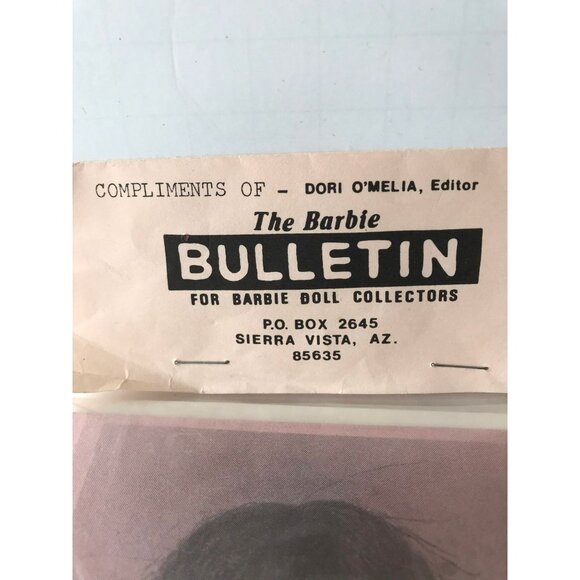 COMPLIMENTS OF - DORI O'MELIA, Editor
The Barbie
BULLETIN
FOR BARBIE DOLL COLLECTORS
P.O. BOX 2645
SIERRA VISTA, AZ.
85635